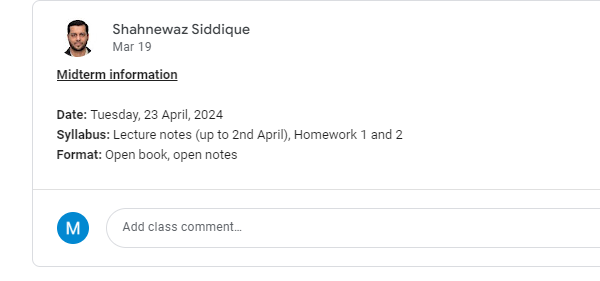 Shahnewaz Siddique
Mar 19
Midterm information
Date: Tuesday, 23 April, 2024
Syllabus: Lecture notes (up to 2nd April), Homework 1 and 2
Format: Open book, open notes
M
Add class comment…